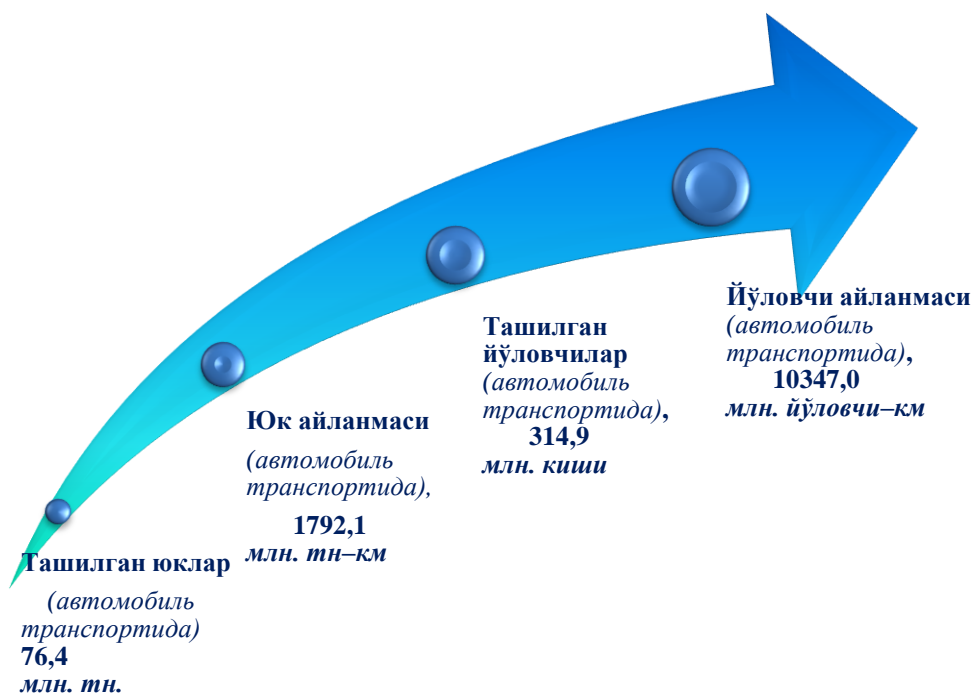 Ташилган юклар
(автомобиль
транспортида)
76,4
млн. тн.
Юк айланмаси
(автомобиль
транспортида),
1792,1
млн. тн–км
Ташилган
йўловчилар
(автомобиль
транспортида),
314,9
млн. киши
Йўловчи айланмаси
(автомобиль
транспортида),
10347,0
млн. йўловчи–км